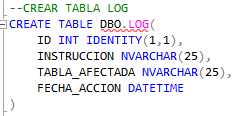 --CREAR TABLA LOG
CREATE TABLE DBO.LOG(
    ID INT IDENTITY(1,1),
    INSTRUCCION NVARCHAR(25),
    TABLA_AFECTADA NVARCHAR(25),
    FECHA_ACCION DATETIME
)